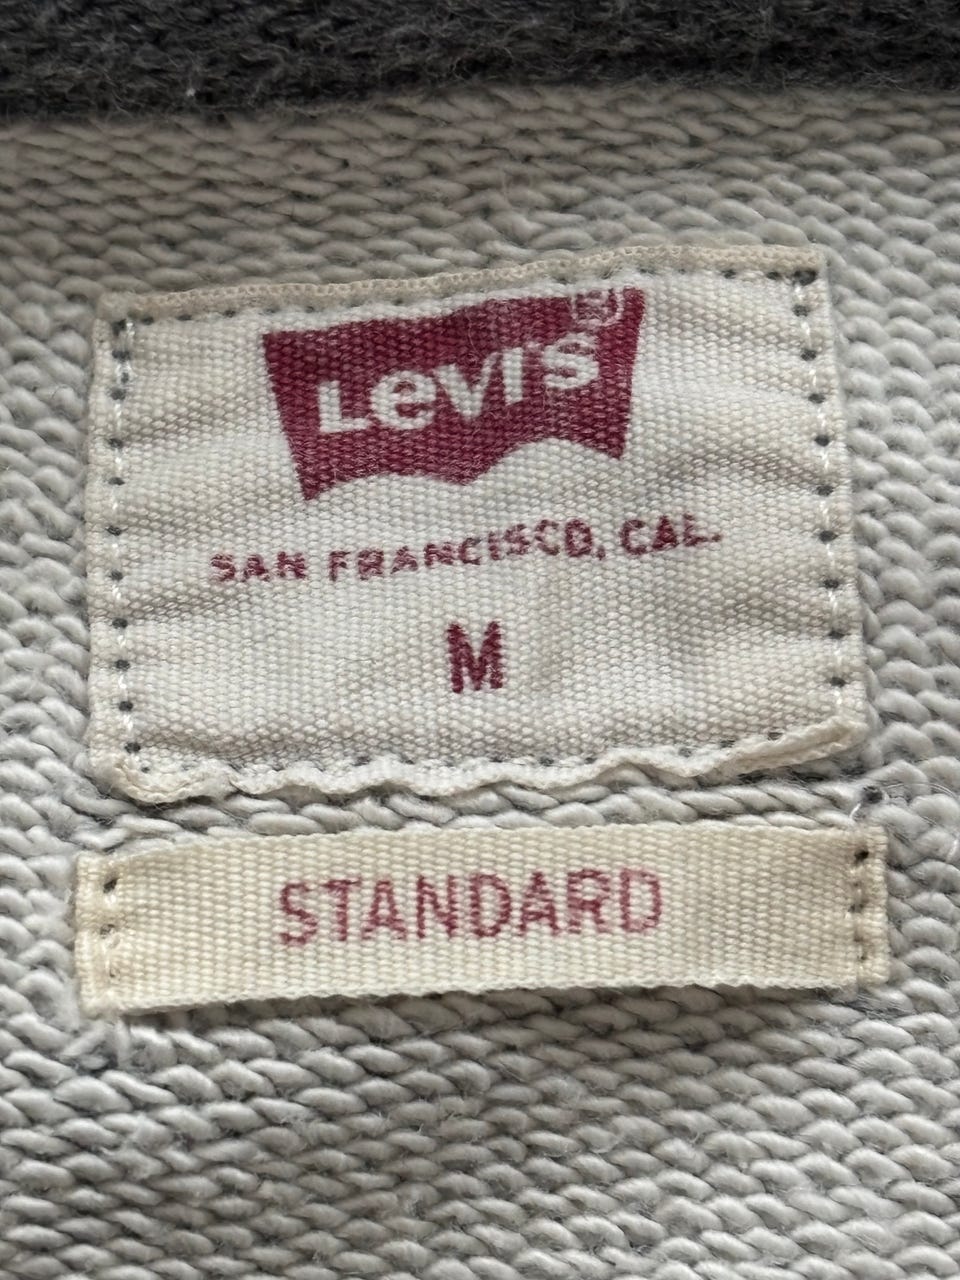 Levi's ®
SAN FRANCISCO, CAL.
M
STANDARD